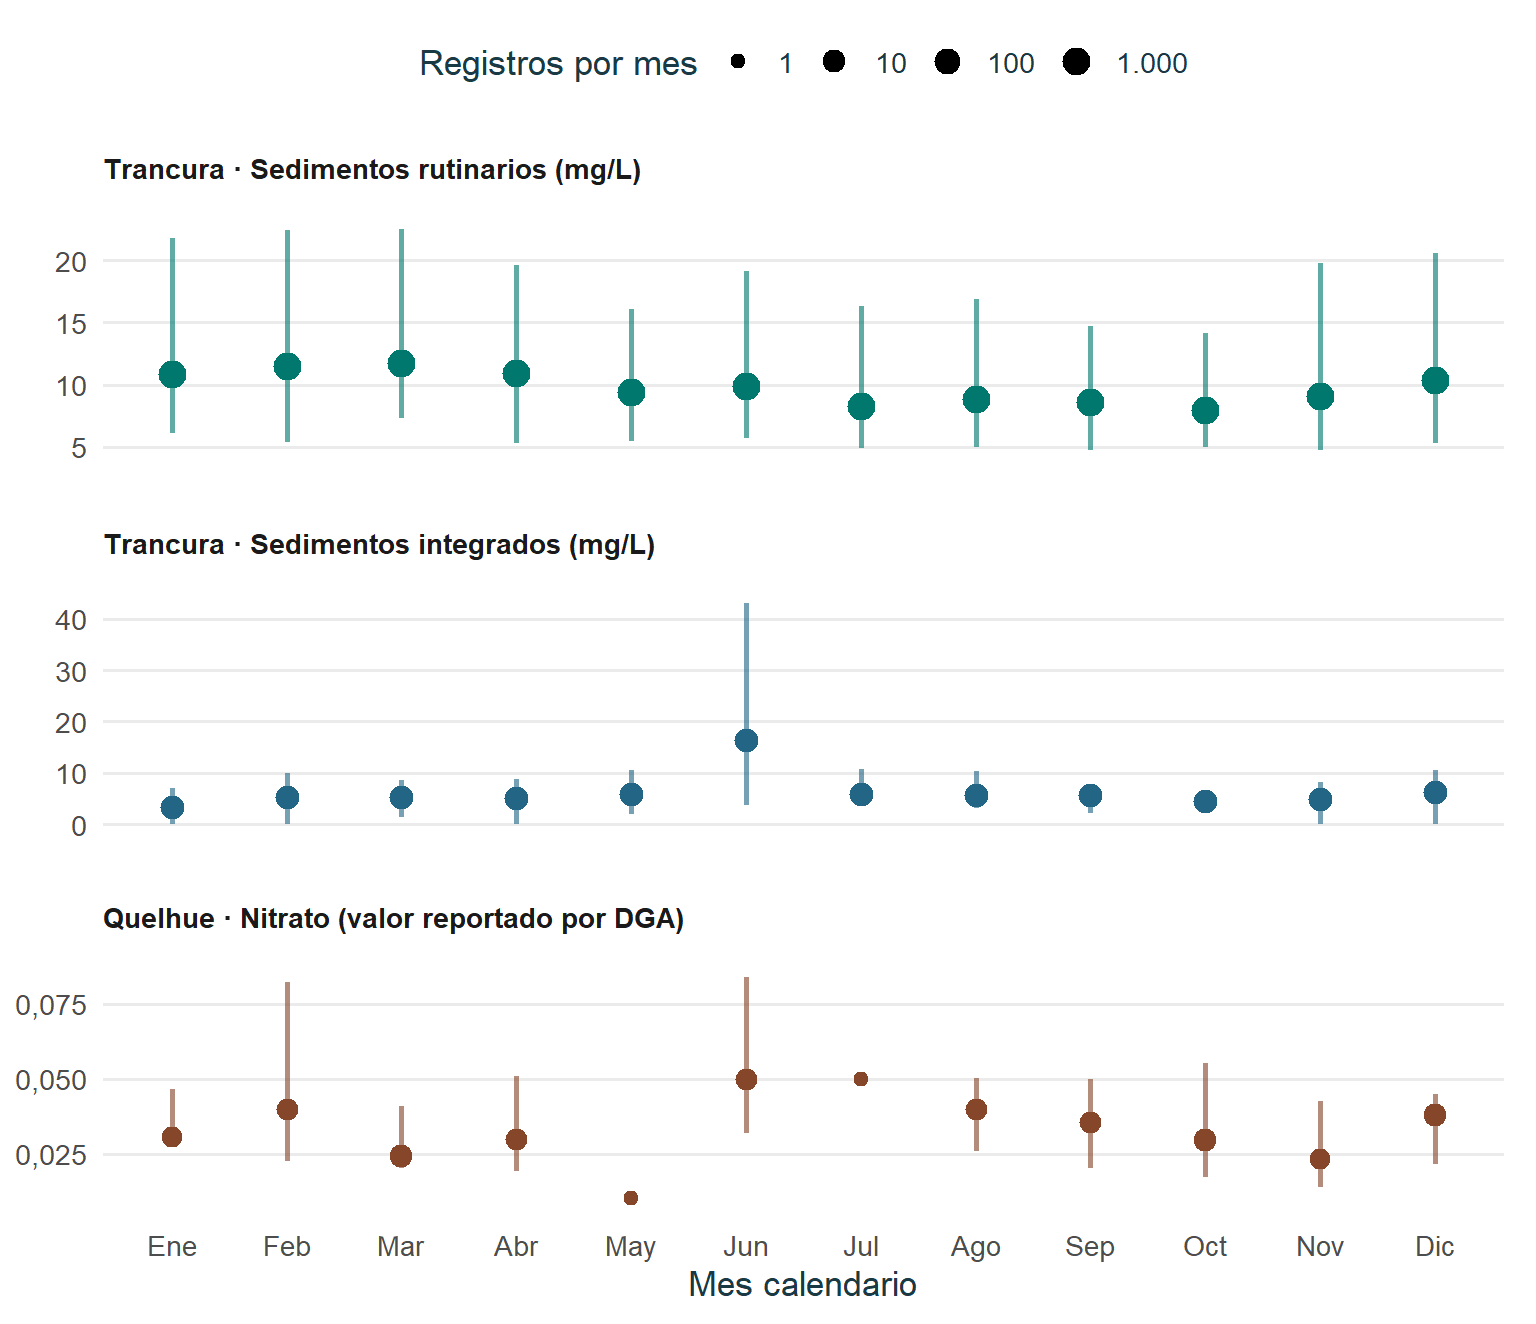 Registros por mes 1 10 100 1.000
Trancura · Sedimentos rutinarios (mg/L)
20
15
10
5
Trancura · Sedimentos integrados (mg/L)
40
30
20
10
0
Quelhue · Nitrato (valor reportado por DGA)
0,075
0,050
0,025
Ene Feb Mar Abr May Jun Jul Ago Sep Oct Nov Dic
Mes calendario